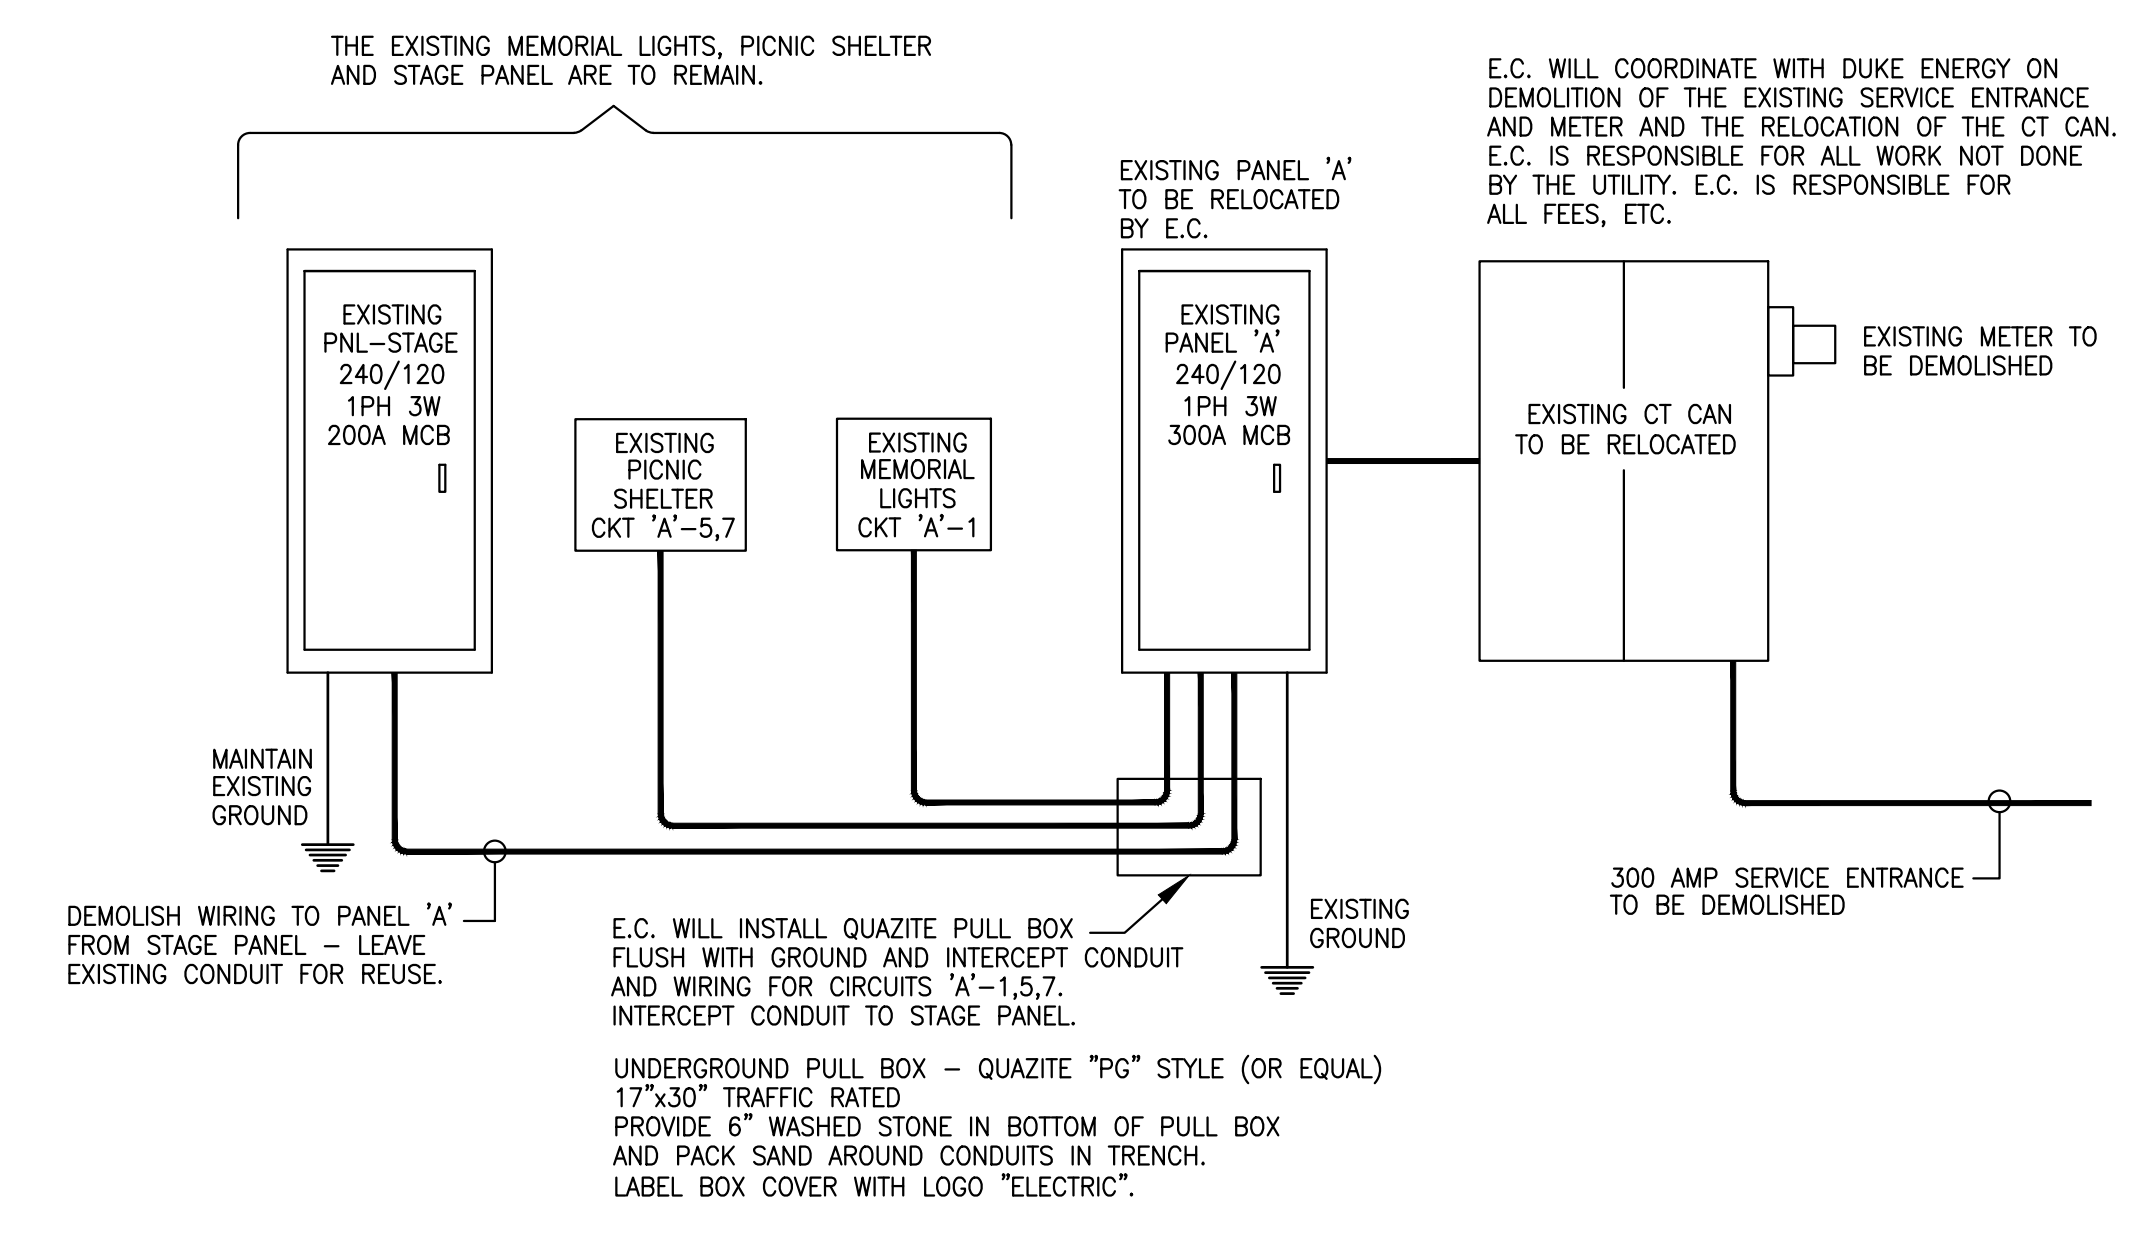 THE EXISTING MEMORIAL LIGHTS, PICNIC SHELTER
AND STAGE PANEL ARE TO REMAIN.
E.C. WILL COORDINATE WITH DUKE ENERGY ON
DEMOLITION OF THE EXISTING SERVICE ENTRANCE
AND METER AND THE RELOCATION OF THE CT CAN.
E.C. IS RESPONSIBLE FOR ALL WORK NOT DONE
BY THE UTILITY. E.C. IS RESPONSIBLE FOR
ALL FEES, ETC.
EXISTING PANEL 'A'
TO BE RELOCATED
BY E.C.
EXISTING
PNL-STAGE
240/120
1PH 3W
200A MCB
EXISTING
PICNIC
SHELTER
CKT 'A'-5,7
EXISTING
MEMORIAL
LIGHTS
CKT 'A'-1
EXISTING
PANEL 'A'
240/120
1PH 3W
300A MCB
EXISTING CT CAN
TO BE RELOCATED
EXISTING METER TO
BE DEMOLISHED
MAINTAIN
EXISTING
GROUND
DEMOLISH WIRING TO PANEL 'A'
FROM STAGE PANEL - LEAVE
EXISTING CONDUIT FOR REUSE.
E.C. WILL INSTALL QUAZITE PULL BOX
FLUSH WITH GROUND AND INTERCEPT CONDUIT
AND WIRING FOR CIRCUITS 'A'-1,5,7.
INTERCEPT CONDUIT TO STAGE PANEL.
EXISTING
GROUND
300 AMP SERVICE ENTRANCE
TO BE DEMOLISHED
UNDERGROUND PULL BOX - QUAZITE "PG" STYLE (OR EQUAL)
17"x30" TRAFFIC RATED
PROVIDE 6" WASHED STONE IN BOTTOM OF PULL BOX
AND PACK SAND AROUND CONDUITS IN TRENCH.
LABEL BOX COVER WITH LOGO "ELECTRIC".